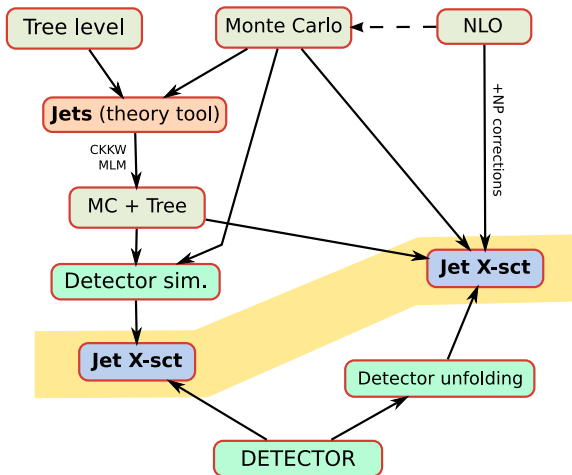 Tree level
Monte Carlo
NLO
Jets (theory tool)
CKKW
MLM
+NP corrections
MC + Tree
Detector sim.
Jet X-sct
Jet X-sct
Detector unfolding
DETECTOR